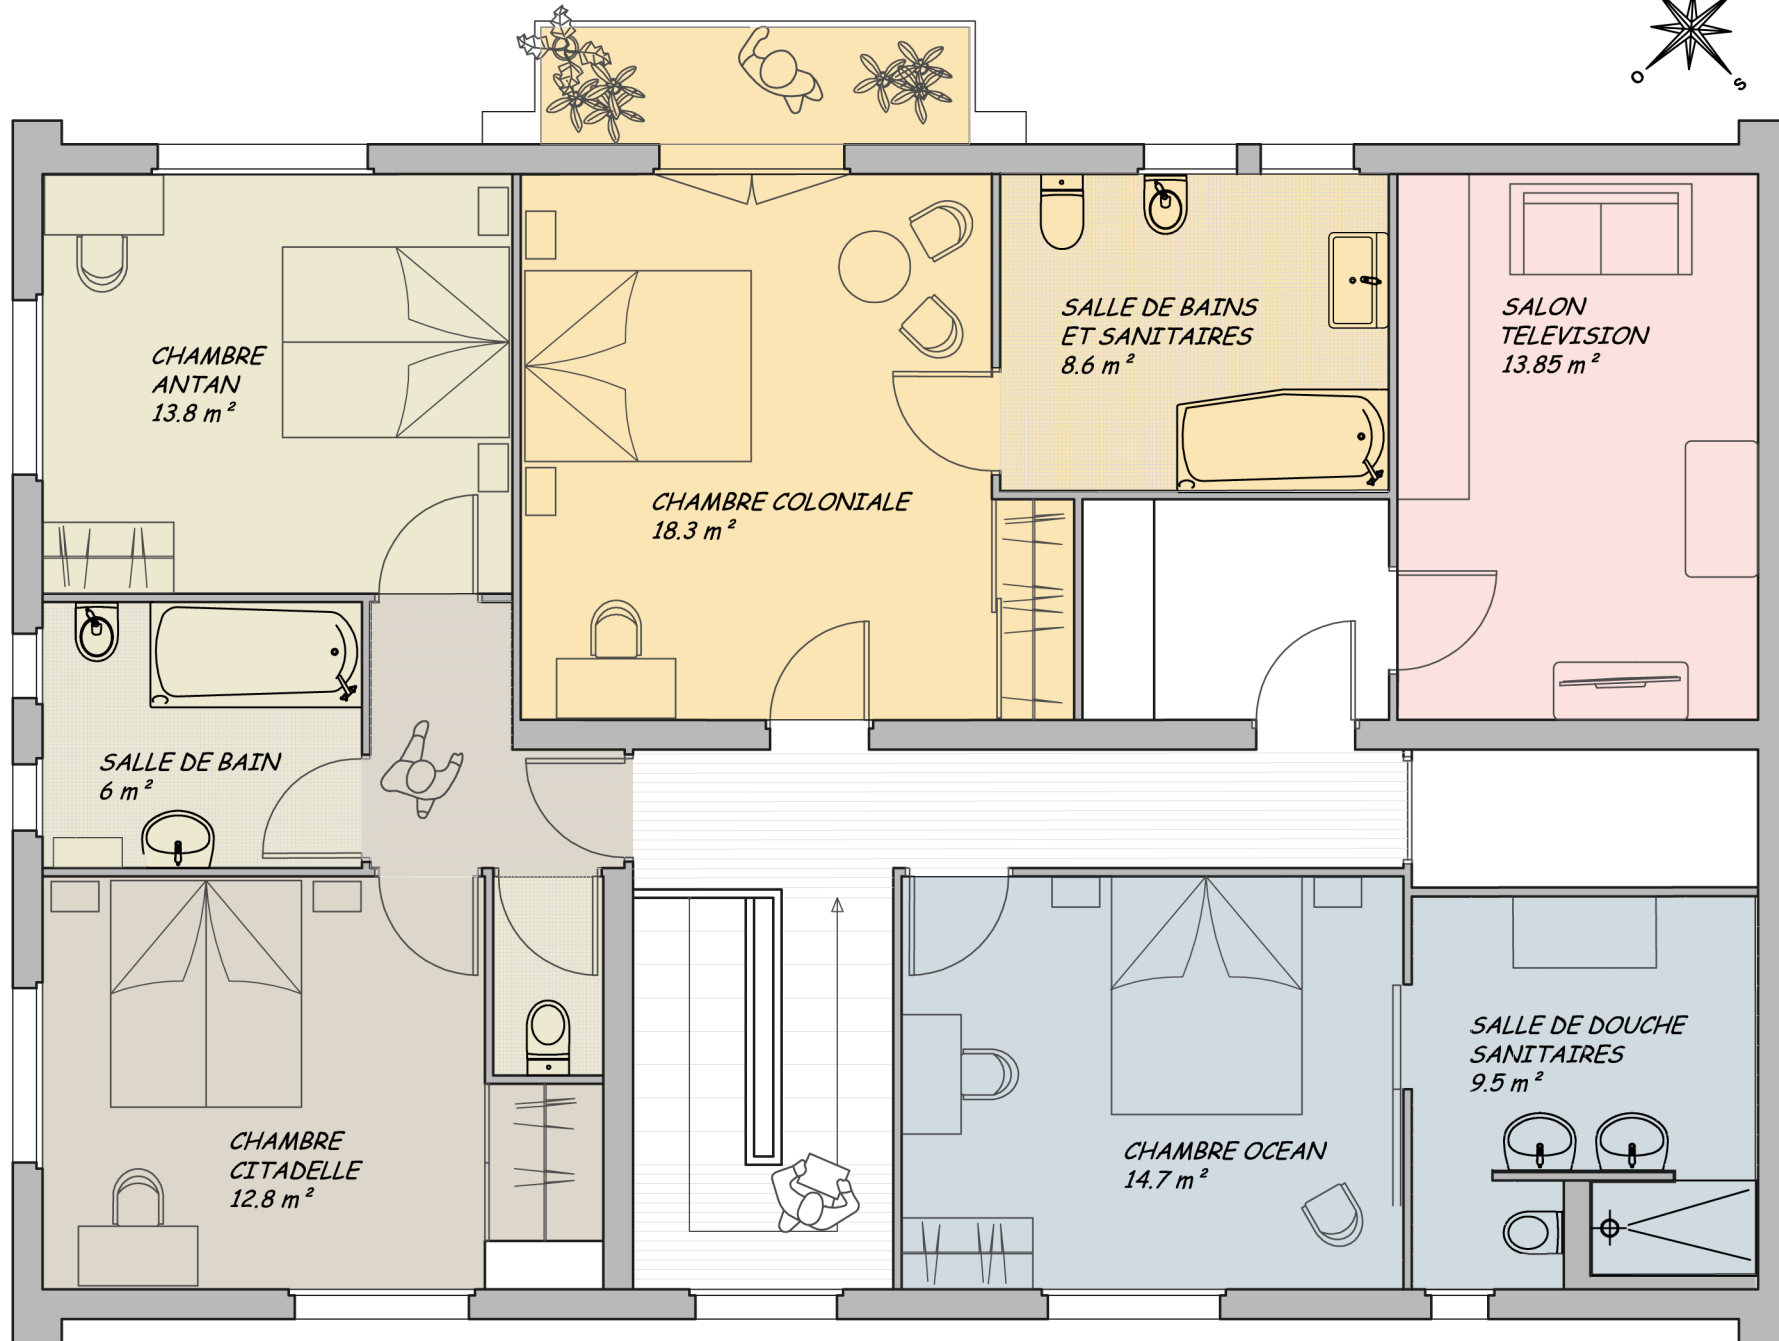 O
S
CHAMBRE
ANTAN
13.8 m²
CHAMBRE COLONIALE
18.3 m²
SALLE DE BAINS
ET SANITAIRES
8.6 m²
SALON
TELEVISION
13.85 m²
SALLE DE BAIN
6 m²
CHAMBRE
CITADELLE
12.8 m²
CHAMBRE OCEAN
14.7 m²
SALLE DE DOUCHE
SANITAIRES
9.5 m²